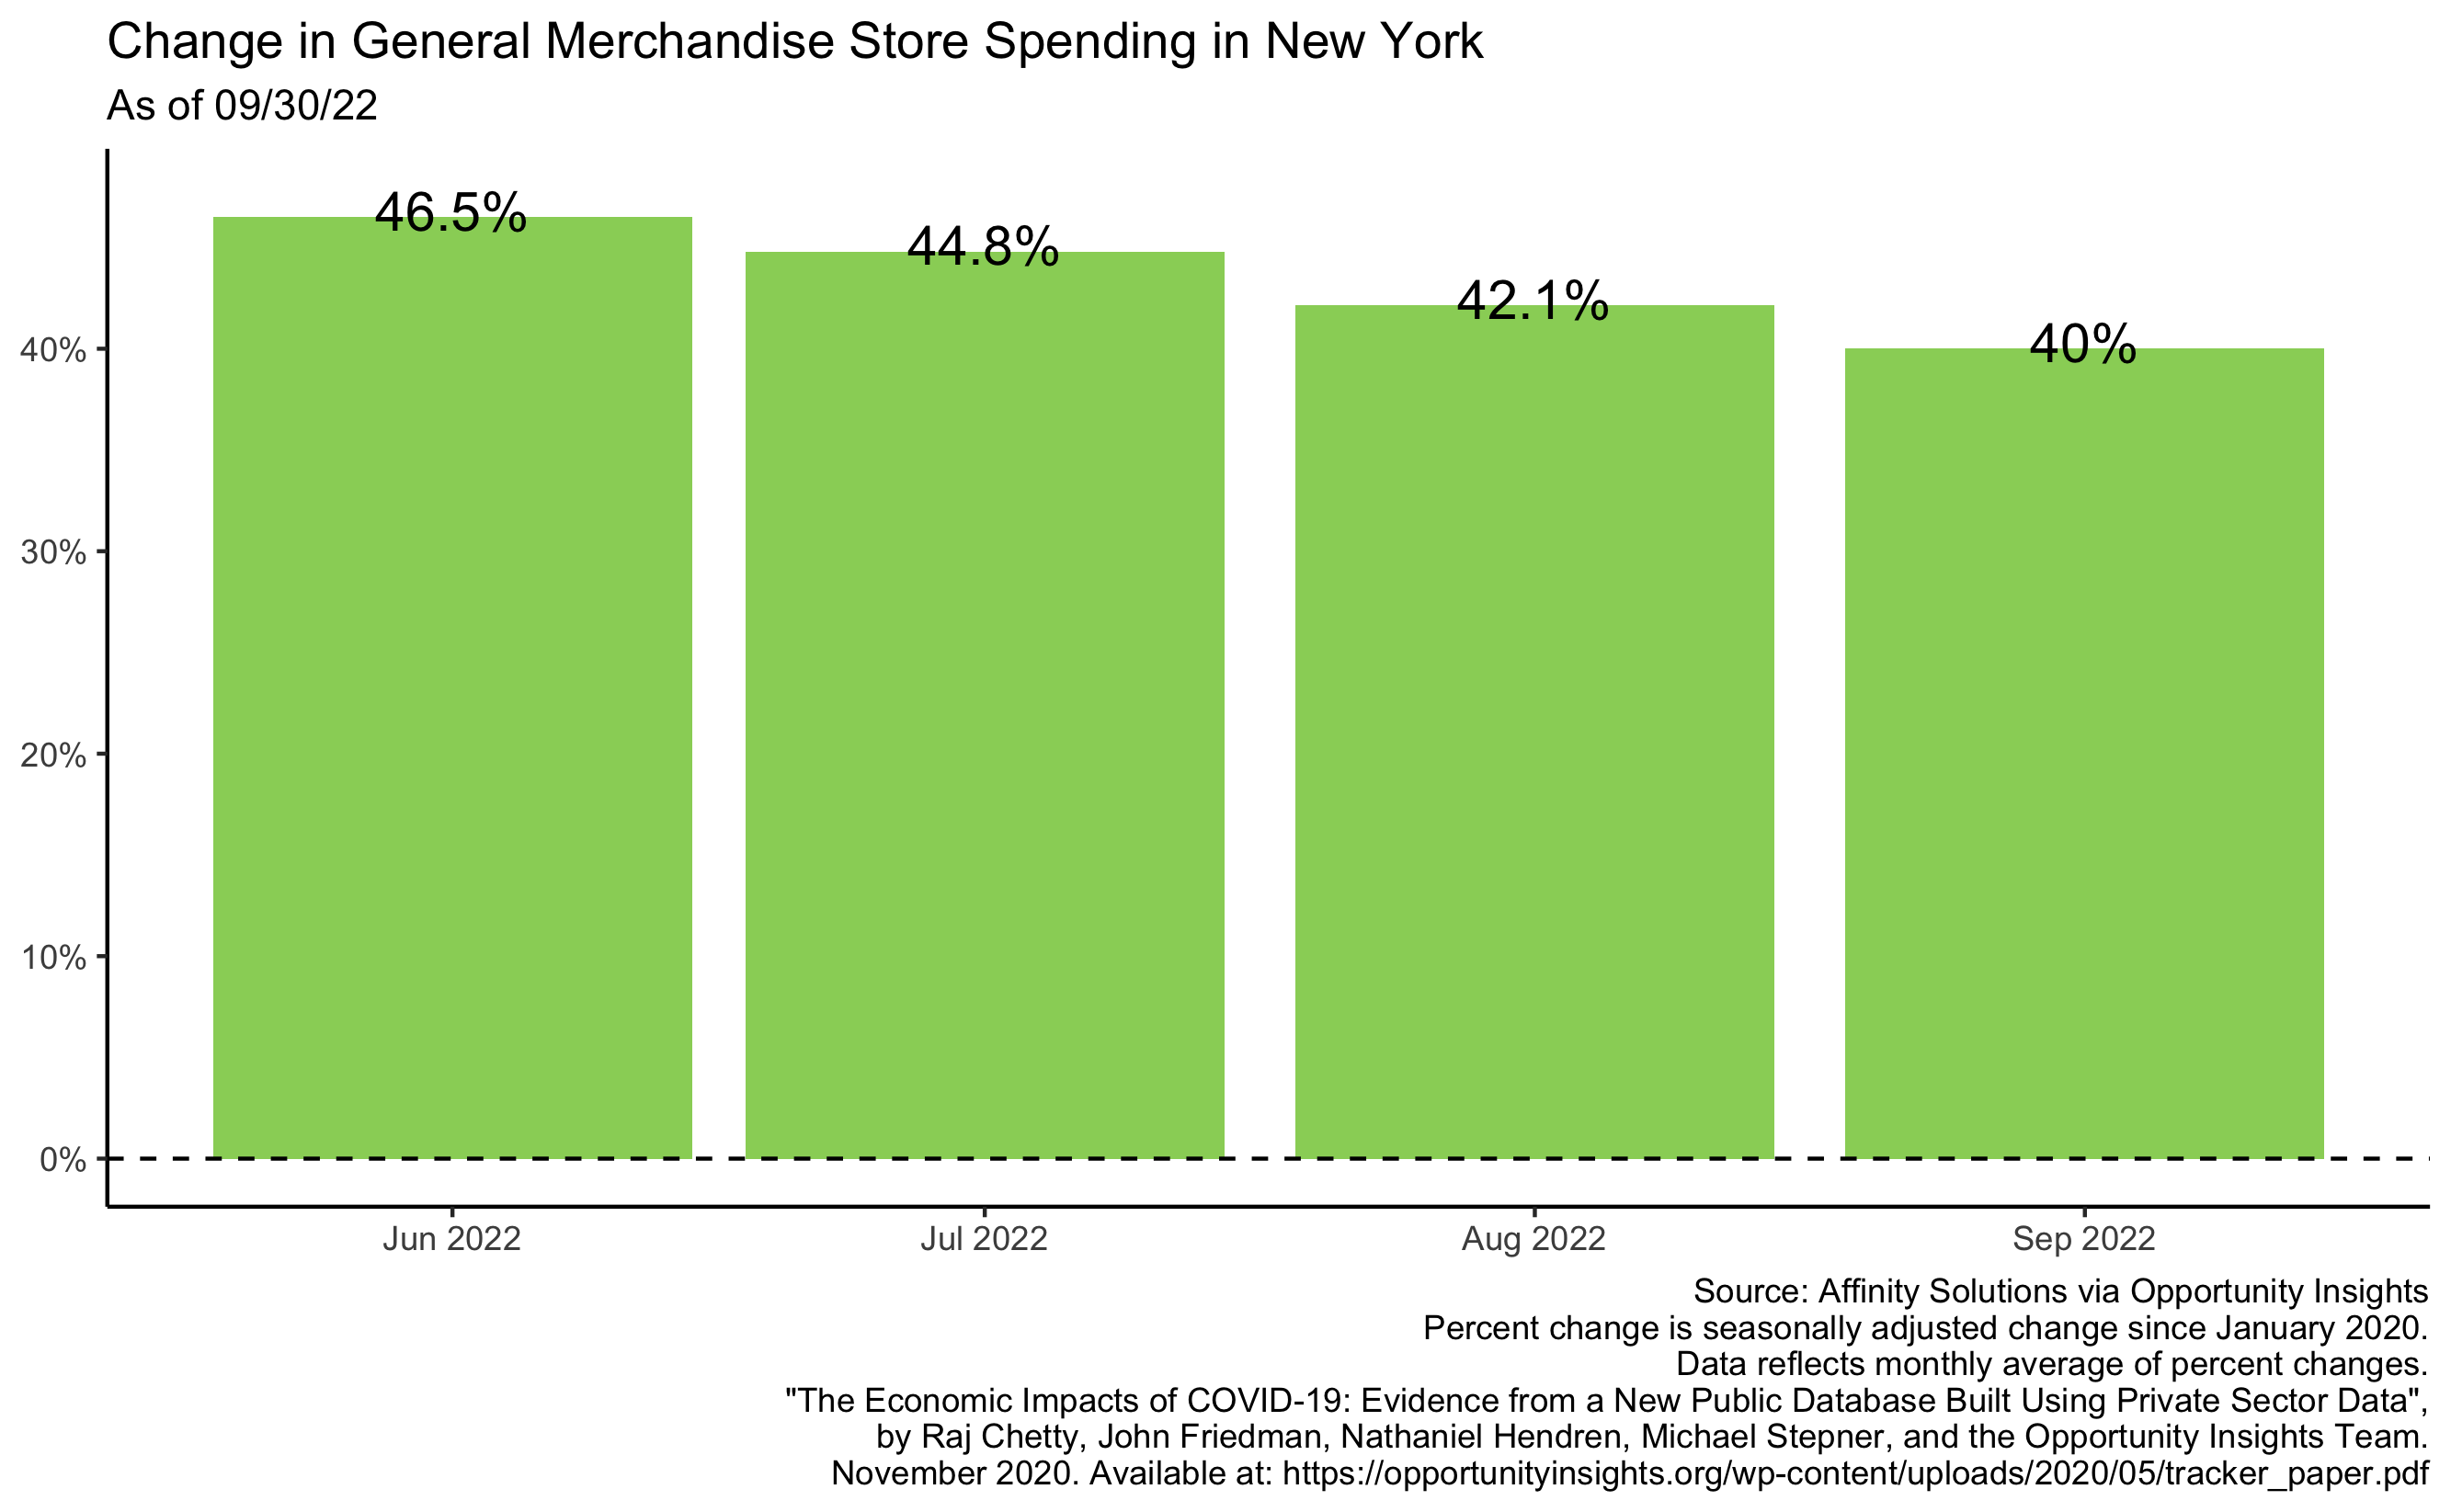 Change in General Merchandise Store Spending in New York
As of 09/30/22
46.5%
44.8%
42.1%
40%
40%
30%
20%
10%
0%
Jun 2022
Jul 2022
Aug 2022
Sep 2022
Source: Affinity Solutions via Opportunity Insights
Percent change is seasonally adjusted change since January 2020.
Data reflects monthly average of percent changes.
"The Economic Impacts of COVID-19: Evidence from a New Public Database Built Using Private Sector Data",
by Raj Chetty, John Friedman, Nathaniel Hendren, Michael Stepner, and the Opportunity Insights Team.
November 2020. Available at: https://opportunityinsights.org/wp-content/uploads/2020/05/tracker_paper.pdf